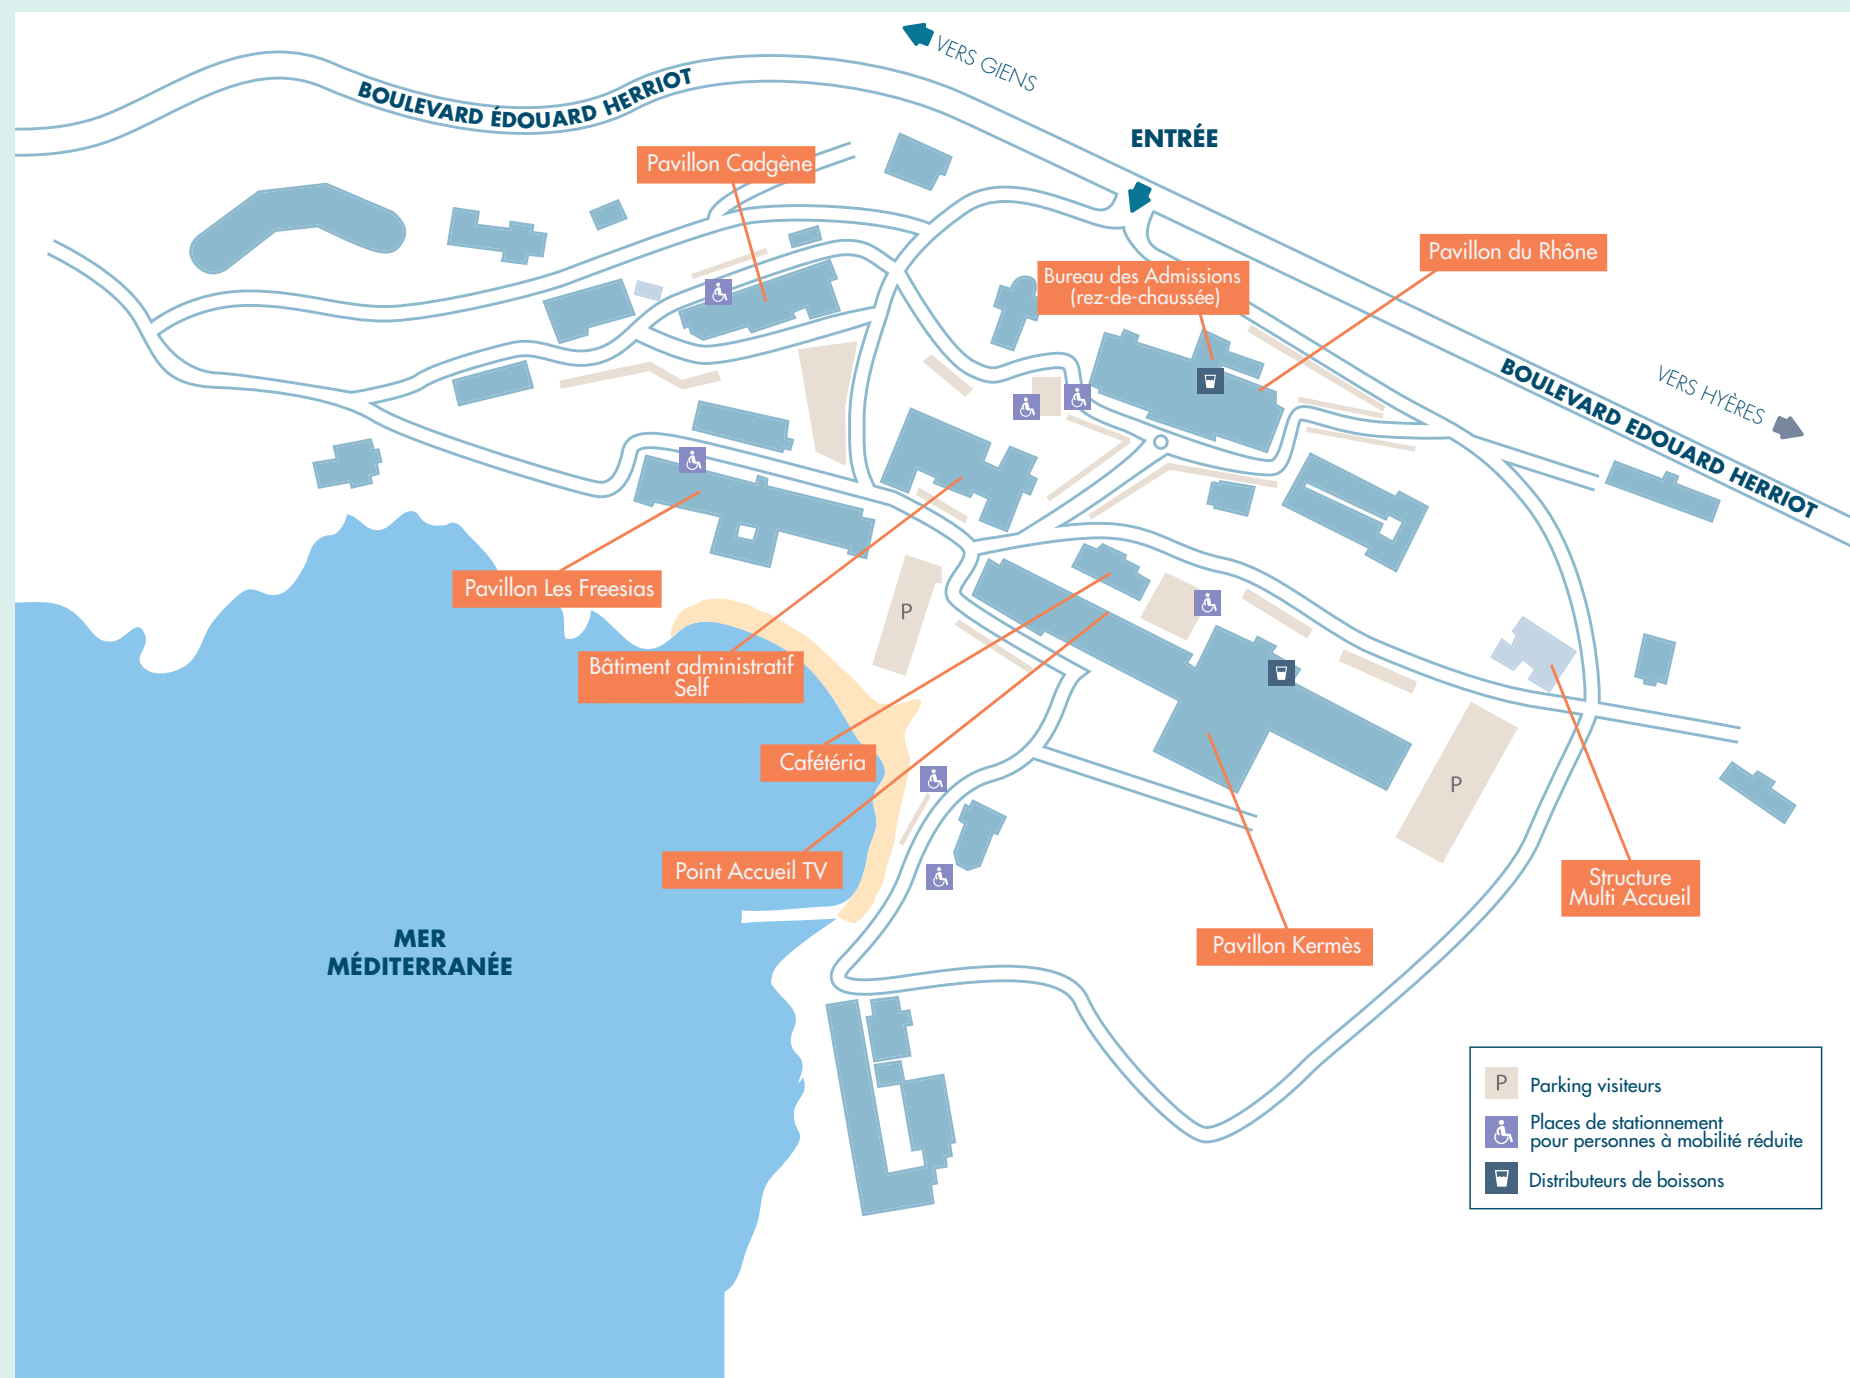 VERS GIENS
BOULEVARD ÉDOUARD HERRIOT
ENTRÉE
Pavillon Cadgène
Pavillon du Rhône
Bureau des Admissions
(rez-de-chaussée)
VERS HYÈRES
BOULEVARD EDOUARD HERRIOT
Pavillon Les Freesias
P
Bâtiment administratif
Self
Cafétéria
P
Point Accueil TV
Structure
Multi Accueil
MER
MÉDITERRANÉE
Pavillon Kermès
P
Parking visiteurs
Places de stationnement
pour personnes à mobilité réduite
Distributeurs de boissons